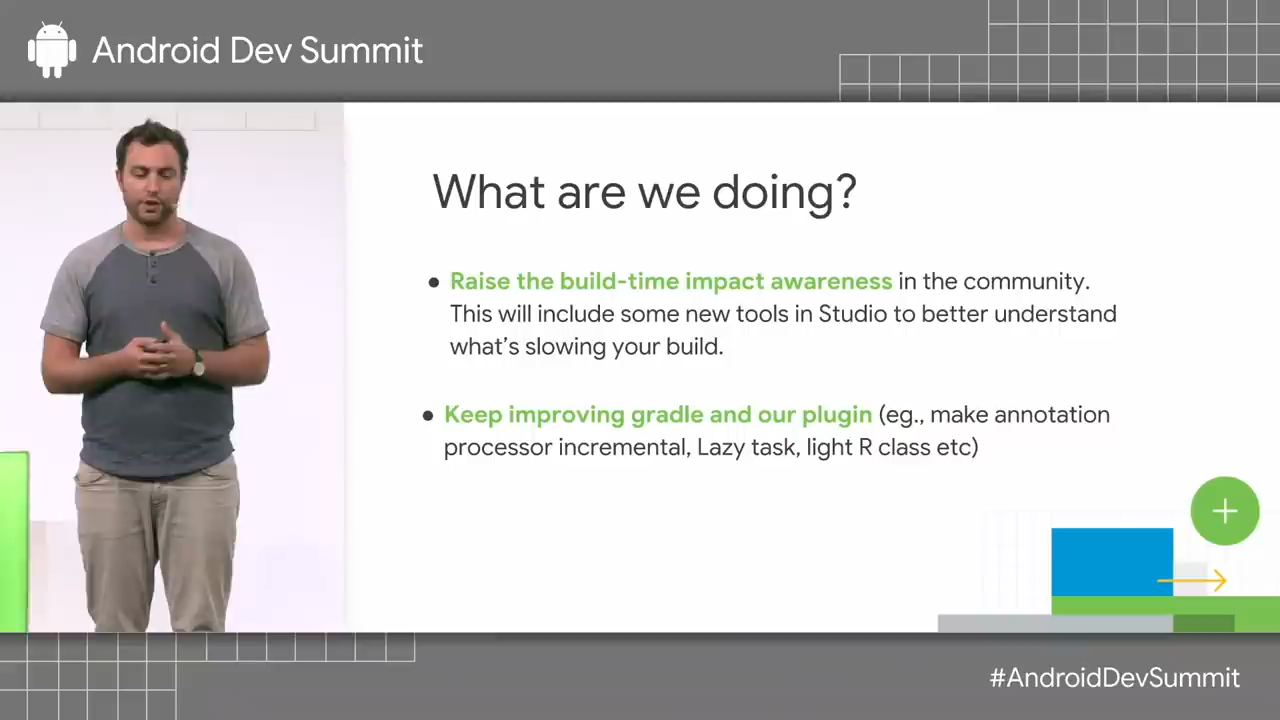 Android Dev Summit
What are we doing?
● Raise the build-time impact awareness in the community.
This will include some new tools in Studio to better understand
what's slowing your build.
● Keep improving gradle and our plugin (eg., make annotation
processor incremental, Lazy task, light R class etc)
#AndroidDevSummit